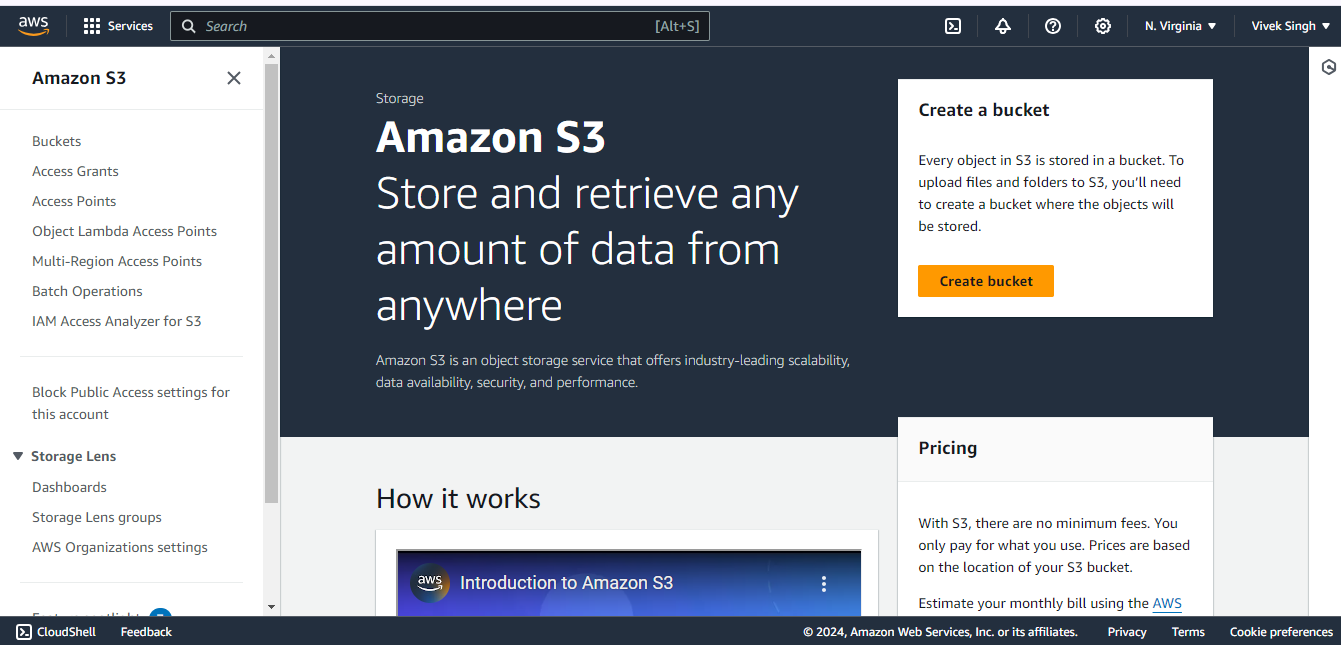 aws
Services
Search
[Alt+S]
N. Virginia
Vivek Singh
Amazon S3
Buckets
Access Grants
Access Points
Object Lambda Access Points
Multi-Region Access Points
Batch Operations
IAM Access Analyzer for S3
Block Public Access settings for
this account
Storage Lens
Dashboards
Storage Lens groups
AWS Organizations settings
Storage
Amazon S3
Store and retrieve any
amount of data from
anywhere
Amazon S3 is an object storage service that offers industry-leading scalability,
data availability, security, and performance.
Create a bucket
Every object in S3 is stored in a bucket. To
upload files and folders to S3, you’ll need
to create a bucket where the objects will
be stored.
Create bucket
How it works
aws
Introduction to Amazon S3
Pricing
With S3, there are no minimum fees. You
only pay for what you use. Prices are based
on the location of your S3 bucket.
Estimate your monthly bill using the AWS
CloudShell
Feedback
© 2024, Amazon Web Services, Inc. or its affiliates.
Privacy
Terms
Cookie preferences